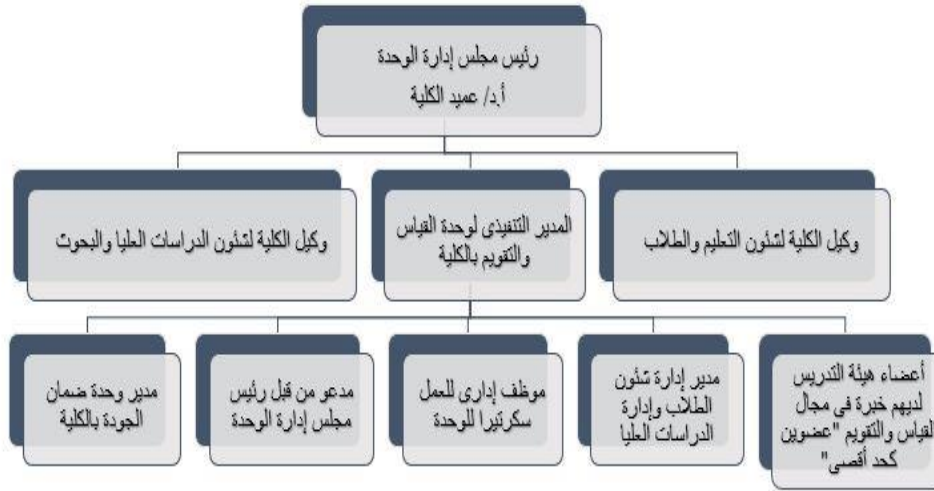 رئيس مجلس إدارة الوحدة
أ.د/ عميد الكلية
وكيل الكلية لشئون التعليم والطلاب
المدير التنفيذى لوحدة القياس
والتقويم بالكلية
وكيل الكلية لشئون الدراسات العليا والبحوث
أعضاء هيئة التدريس
لديهم خبرة فى مجال
القياس والتقويم "عضوين
كحد أقصى"
مدير إدارة شئون
الطلاب وإدارة
الدراسات العليا
موظف إدارى للعمل
سكرتيرا للوحدة
مدعو من قبل رئيس
مجلس إدارة الوحدة
مدير وحدة ضمان
الجودة بالكلية